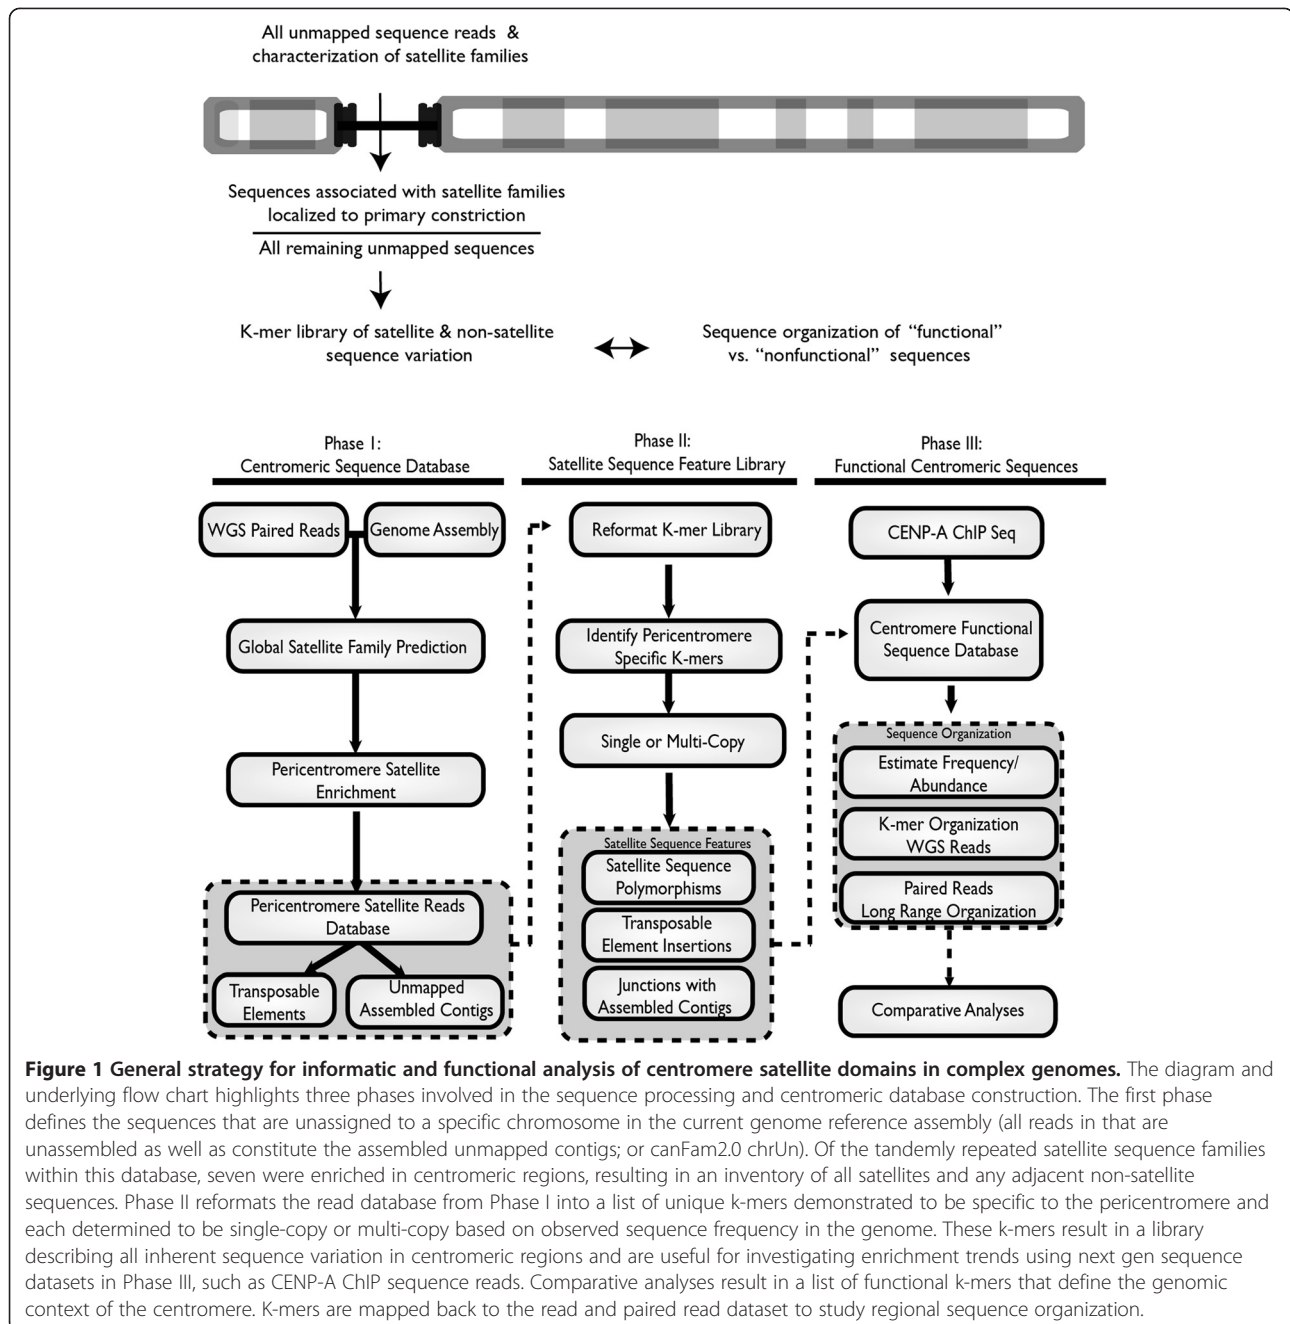 All unmapped sequence reads &
characterization of satellite families
Sequences associated with satellite families
localized to primary constriction
All remaining unmapped sequences
K-mer library of satellite & non-satellite
sequence variation
Sequence organization of “functional”
vs. “nonfunctional” sequences
Phase I:
Centromeric Sequence Database
WGS Paired Reads
Genome Assembly
Global Satellite Family Prediction
Pericentromere Satellite
Enrichment
Pericentromere Satellite Reads
Database
Transposable
Elements
Unmapped
Assembled Contigs
Phase II:
Satellite Sequence Feature Library
Reformat K-mer Library
Identify Pericentromere
Specific K-mers
Single or Multi-Copy
Satellite Sequence Features
Satellite Sequence
Polymorphisms
Transposable
Element Insertions
Junctions with
Assembled Contigs
Phase III:
Functional Centromeric Sequences
CENP-A ChIP Seq
Centromere Functional
Sequence Database
Sequence Organization
Estimate Frequency/
Abundance
K-mer Organization
WGS Reads
Paired Reads
Long Range Organization
Comparative Analyses
Figure 1 General strategy for informatic and functional analysis of centromere satellite domains in complex genomes. The diagram and
underlying flow chart highlights three phases involved in the sequence processing and centromeric database construction. The first phase
defines the sequences that are unassigned to a specific chromosome in the current genome reference assembly (all reads in that are
unassembled as well as constitute the assembled unmapped contigs; or canFam2.0 chrUn). Of the tandemly repeated satellite sequence families
within this database, seven were enriched in centromeric regions, resulting in an inventory of all satellites and any adjacent non-satellite
sequences. Phase II reformats the read database from Phase I into a list of unique k-mers demonstrated to be specific to the pericentromere and
each determined to be single-copy or multi-copy based on observed sequence frequency in the genome. These k-mers result in a library
describing all inherent sequence variation in centromeric regions and are useful for investigating enrichment trends using next gen sequence
datasets in Phase III, such as CENP-A ChIP sequence reads. Comparative analyses result in a list of functional k-mers that define the genomic
context of the centromere. K-mers are mapped back to the read and paired read dataset to study regional sequence organization.